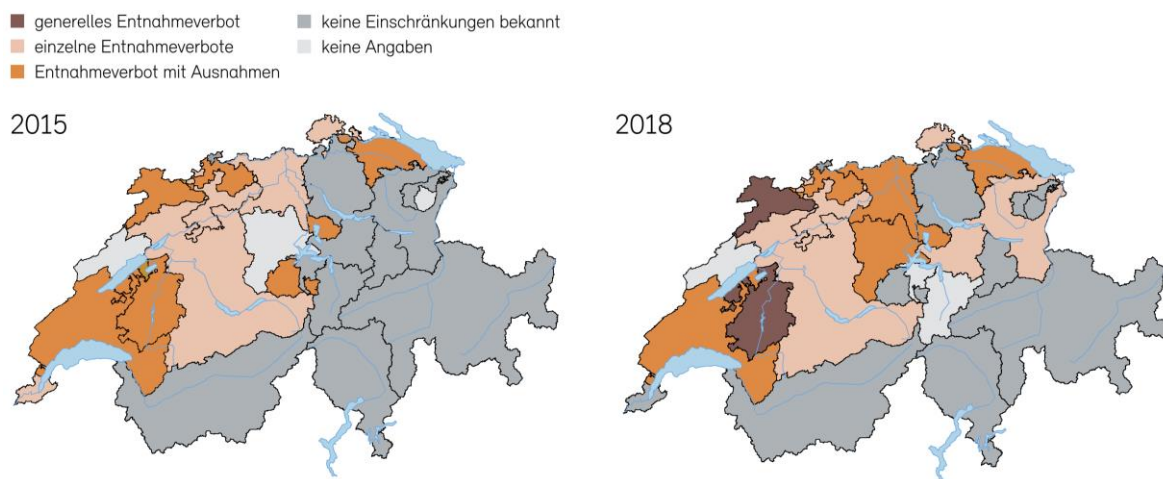 generelles Entnahmeverbot
einzelne Entnahmeverbote
Entnahmeverbot mit Ausnahmen
keine Einschränkungen bekannt
keine Angaben
2015
2018